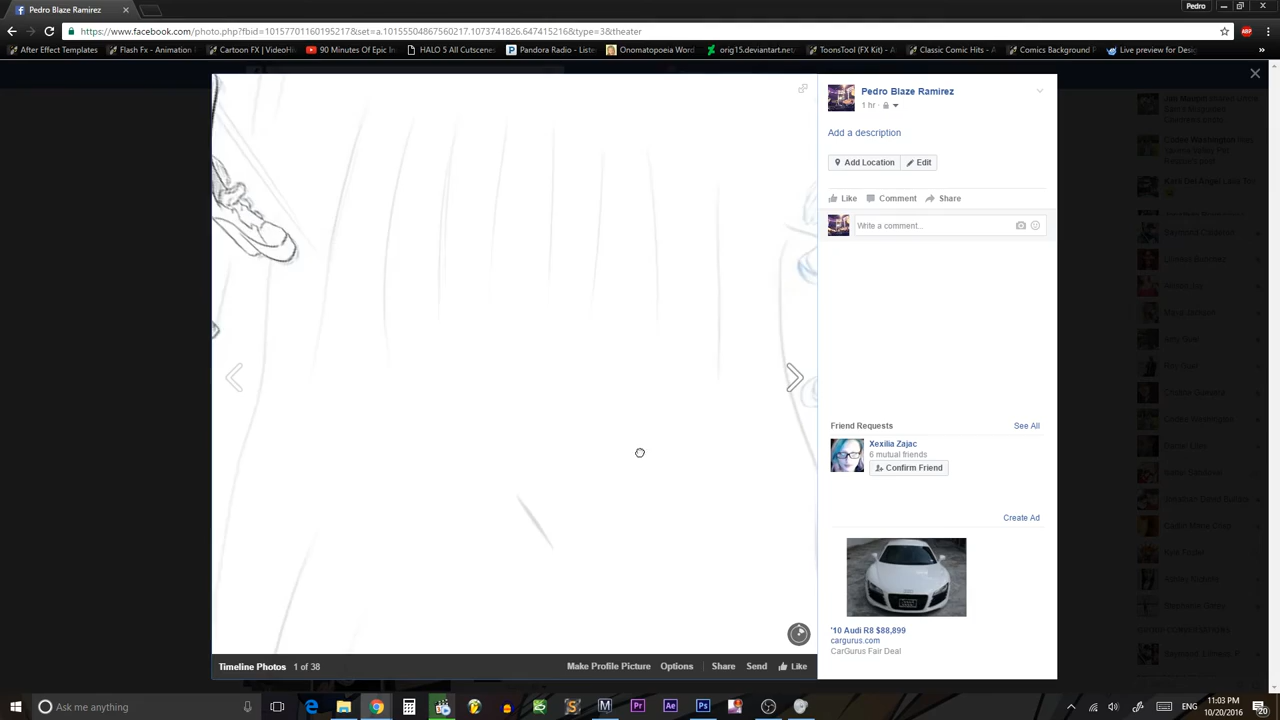 Pedro Blaze Ramirez
Pedro
https://www.facebook.com/photo.php?fbid=10157701160195217&set=a.10155504867560217.1073741826.647415216&type=3&theater
After Effect Templates
Flash FX - Animation
Cartoon FX | VideoHiv
90 Minutes Of Epic In
HALO 5 All Cutscenes
Pandora Radio - Listen
Onomatopoeia Word
orig15.deviantart.net/
ToonsTool (FX Kit) - A
Classic Comic Hits - A
Comics Background P
Live preview for Desig
Pedro Blaze Ramirez
1 hr
Add a description
Add Location
Edit
Like
Comment
Share
Write a comment...
Friend Requests
See All
Xexilia Zajac
6 mutual friends
Confirm Friend
Create Ad
'10 Audi R8 $88,899
cargurus.com
CarGurus Fair Deal
Timeline Photos
1 of 38
Make Profile Picture
Options
Share
Send
Like
Ask me anything
11:03 PM
10/2/2016
20